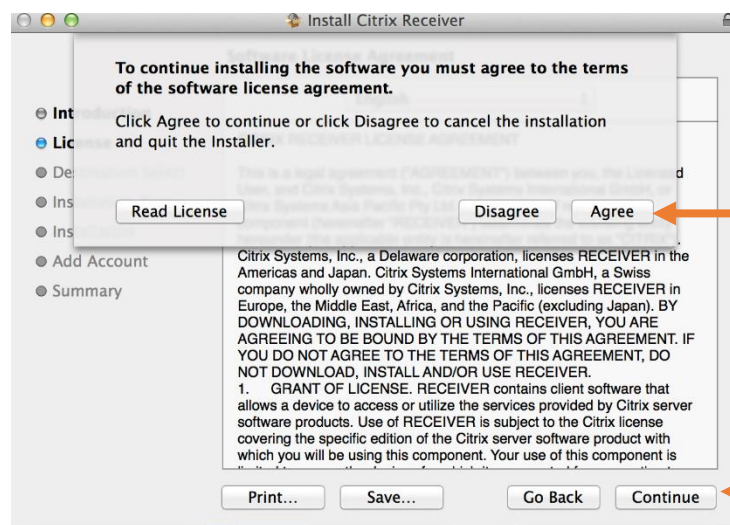 Install Citrix Receiver
To continue installing the software you must agree to the terms
of the software license agreement.
Click Agree to continue or click Disagree to cancel the installation
and quit the Installer.
Read License
Disagree
Agree
Add Account
Summary
Citrix Systems, Inc., a Delaware corporation, licenses RECEIVER in the
Americas and Japan. Citrix Systems International GmbH, a Swiss
company wholly owned by Citrix Systems, Inc., licenses RECEIVER in
Europe, the Middle East, Africa, and the Pacific (excluding Japan). BY
DOWNLOADING, INSTALLING OR USING RECEIVER, YOU ARE
AGREEING TO BE BOUND BY THE TERMS OF THIS AGREEMENT. IF
YOU DO NOT AGREE TO THE TERMS OF THIS AGREEMENT, DO
NOT DOWNLOAD, INSTALL AND/OR USE RECEIVER.
1. GRANT OF LICENSE. RECEIVER contains client software that
allows a device to access or utilize the services provided by Citrix server
software products. Use of RECEIVER is subject to the Citrix license
covering the specific edition of the Citrix server software product with
which you will be using this component. Your use of this component is
Print...
Save...
Go Back
Continue